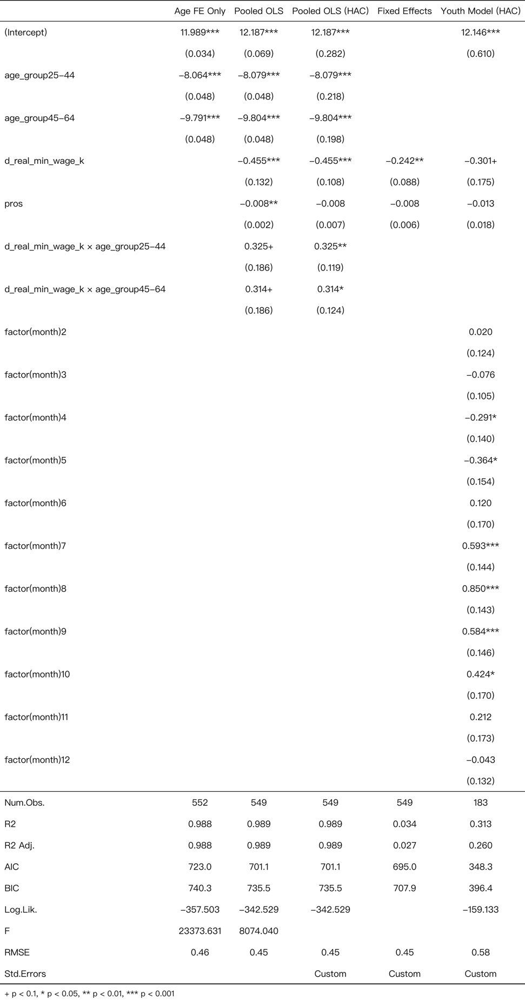 Age FE Only Pooled OLS Pooled OLS (HAC) Fixed Effects Youth Model (HAC)
(Intercept) 11.989*** 12.187*** 12.187*** 12.146***
(0.034) (0.069) (0.282) (0.610)
age_group25–44 –8.064*** –8.079*** –8.079***
(0.048) (0.048) (0.218)
age_group45–64 –9.791*** –9.804*** –9.804***
(0.048) (0.048) (0.198)
d_real_min_wage_k –0.455*** –0.455*** –0.242** –0.301+
(0.132) (0.108) (0.088) (0.175)
pros –0.008** –0.008 –0.008 –0.013
(0.002) (0.007) (0.006) (0.018)
d_real_min_wage_k × age_group25–44 0.325+ 0.325**
(0.186) (0.119)
d_real_min_wage_k × age_group45–64 0.314+ 0.314*
(0.186) (0.124)
factor(month)2 0.020
(0.124)
factor(month)3 –0.076
(0.105)
factor(month)4 –0.291*
(0.140)
factor(month)5 –0.364*
(0.154)
factor(month)6 0.120
(0.170)
factor(month)7 0.593***
(0.144)
factor(month)8 0.850***
(0.143)
factor(month)9 0.584***
(0.146)
factor(month)10 0.424*
(0.170)
factor(month)11 0.212
(0.173)
factor(month)12 –0.043
(0.132)
Num.Obs. 552 549 549 549 183
R2 0.988 0.989 0.989 0.034 0.313
R2 Adj. 0.988 0.989 0.989 0.027 0.260
AIC 723.0 701.1 701.1 695.0 348.3
BIC 740.3 735.5 735.5 707.9 396.4
Log.Lik. –357.503 –342.529 –342.529 –159.133
F 23373.631 8074.040
RMSE 0.46 0.45 0.45 0.45 0.58
Std.Errors Custom Custom Custom
+ p < 0.1, * p < 0.05, ** p < 0.01, *** p < 0.001